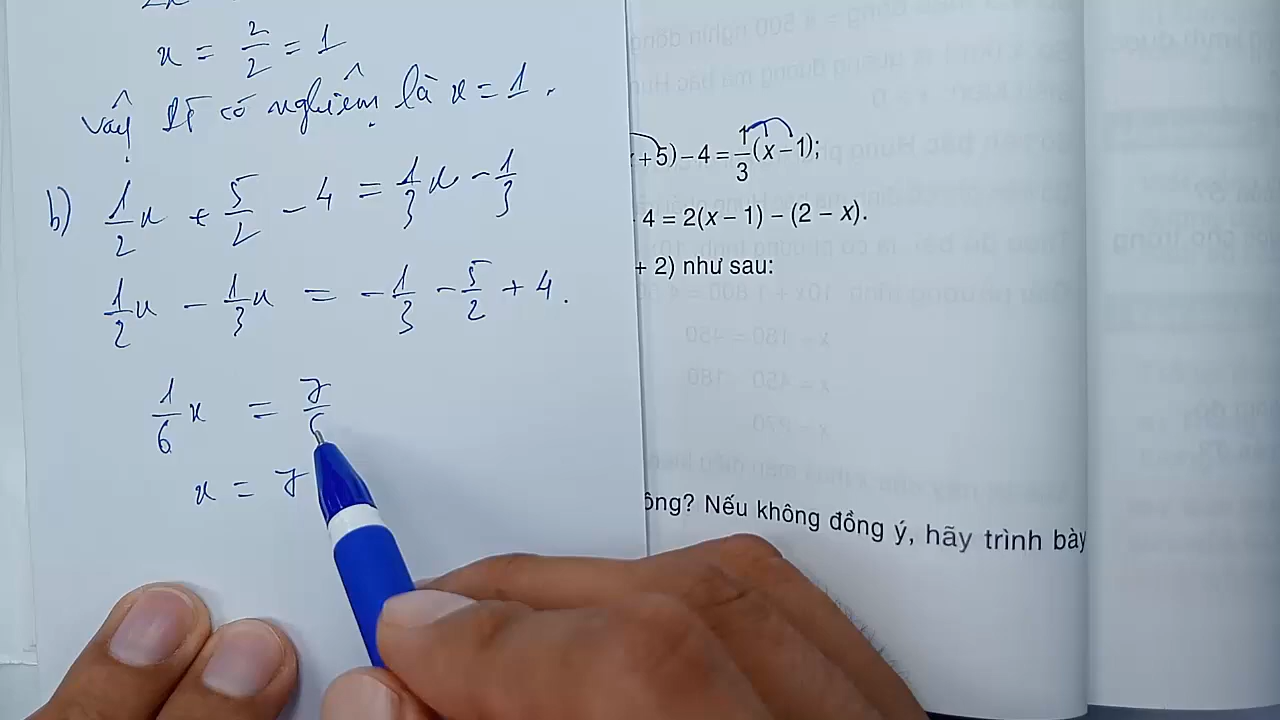 x = 2/2 = 1
Vậy PT có nghiệm là x = 1.
b) 1/2 x + 5/2 - 4 = 1/3 x - 1/3
1/2 x - 1/3 x = - 1/3 - 5/2 + 4.
1/6 x = 7/6
x = 7
+5) – 4 = 1/3 (x – 1);
4 = 2(x – 1) – (2 – x).
+ 2) như sau:
ông? Nếu không đồng ý, hãy trình bày